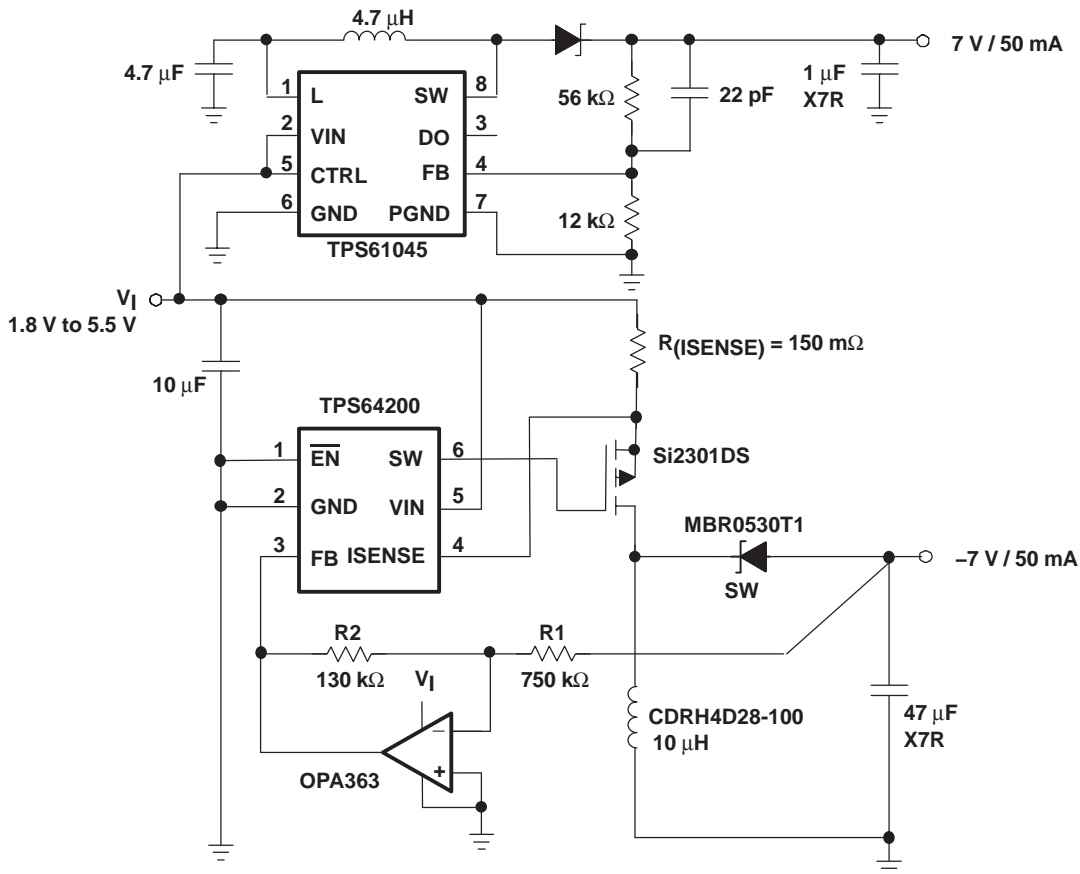 4.7 μH
7 V / 50 mA
4.7 μF
1 L
SW 8
2 VIN
DO 3
5 CTRL
FB 4
6 GND
PGND 7
TPS61045
56 kΩ
22 pF
1 μF
X7R
12 kΩ
VI
1.8 V to 5.5 V
R(ISENSE) = 150 mΩ
10 μF
TPS64200
1 E̅N̅
SW 6
2 GND
VIN 5
3 FB
ISENSE 4
Si2301DS
MBR0530T1
SW
–7 V / 50 mA
R2
130 kΩ
R1
750 kΩ
VI
–
+
OPA363
CDRH4D28-100
10 μH
47 μF
X7R